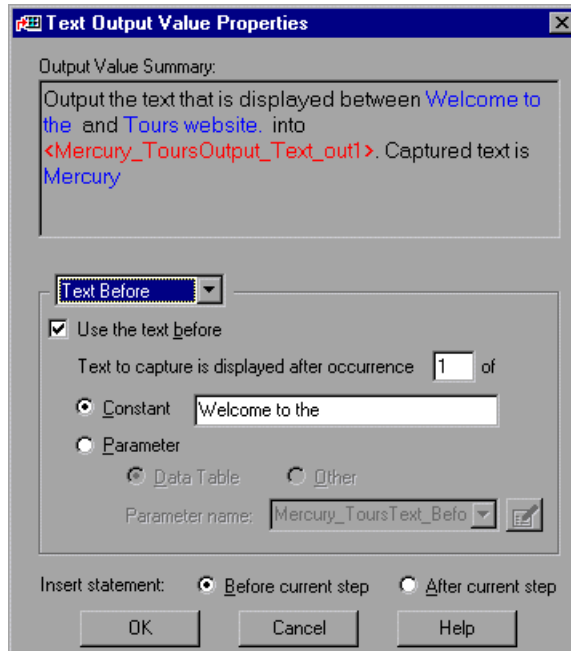 Text Output Value Properties
Output Value Summary:
Output the text that is displayed between Welcome to
the and Tours website. into
<Mercury_ToursOutput_Text_out1>. Captured text is
Mercury
Text Before
Use the text before
Text to capture is displayed after occurrence 1 of
Constant Welcome to the
Parameter
Data Table Other
Parameter name: Mercury_ToursText_Befo
Insert statement: Before current step After current step
OK Cancel Help